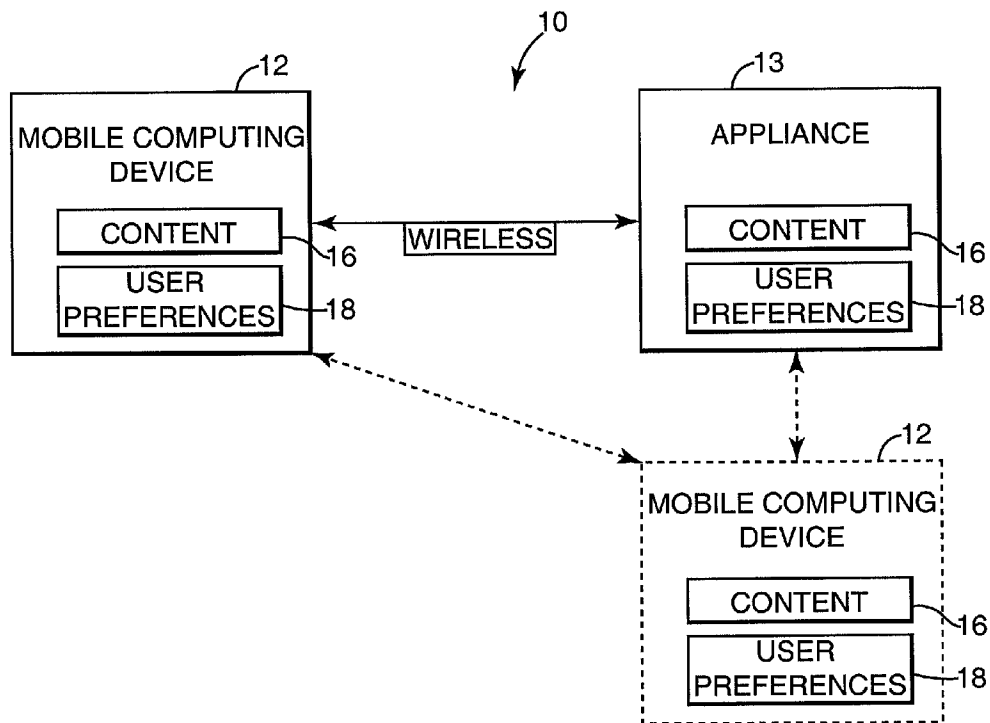 10
12
MOBILE COMPUTING
DEVICE
CONTENT
16
USER
PREFERENCES
18
WIRELESS
13
APPLIANCE
CONTENT
16
USER
PREFERENCES
18
12
MOBILE COMPUTING
DEVICE
CONTENT
16
USER
PREFERENCES
18